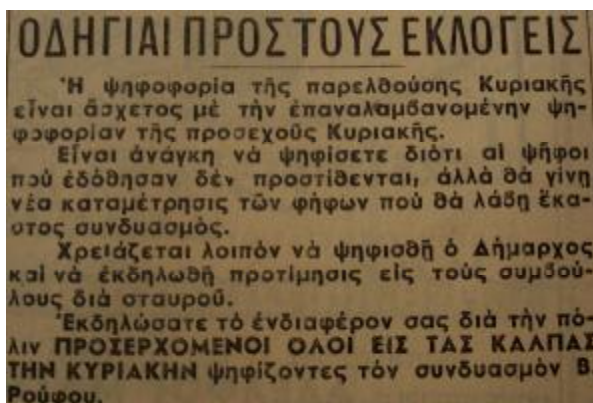 ΟΔΗΓΙΑΙ ΠΡΟΣ ΤΟΥΣ ΕΚΛΟΓΕΙΣ
Ἡ ψηφοφορία τῆς παρελθούσης Κυριακῆς
εἶναι ἄσχετος μὲ τὴν ἐπαναλαμβανομένην ψη-
φοφορίαν τῆς προσεχοῦς Κυριακῆς.
Εἶναι ἀνάγκη νὰ ψηφίσετε διότι αἱ ψῆφοι
ποὺ ἐδόθησαν δὲν προστίθενται, ἀλλὰ θὰ γίνῃ
νέα καταμέτρησις τῶν φήφων ποὺ θὰ λάβῃ ἕκα-
στος συνδυασμός.
Χρειάζεται λοιπὸν νὰ ψηφισθῇ ὁ Δήμαρχος
καὶ νὰ ἐκδηλωθῇ προτίμησις εἰς τοὺς συμβού-
λους διὰ σταυροῦ.
Ἐκδηλώσατε τὸ ἐνδιαφέρον σας διὰ τὴν πό-
λιν ΠΡΟΣΕΡΧΟΜΕΝΟΙ ΟΛΟΙ ΕΙΣ ΤΑΣ ΚΑΛΠΑΣ
ΤΗΝ ΚΥΡΙΑΚΗΝ ψηφίζοντες τὸν συνδυασμὸν Β.
Ρούφου.